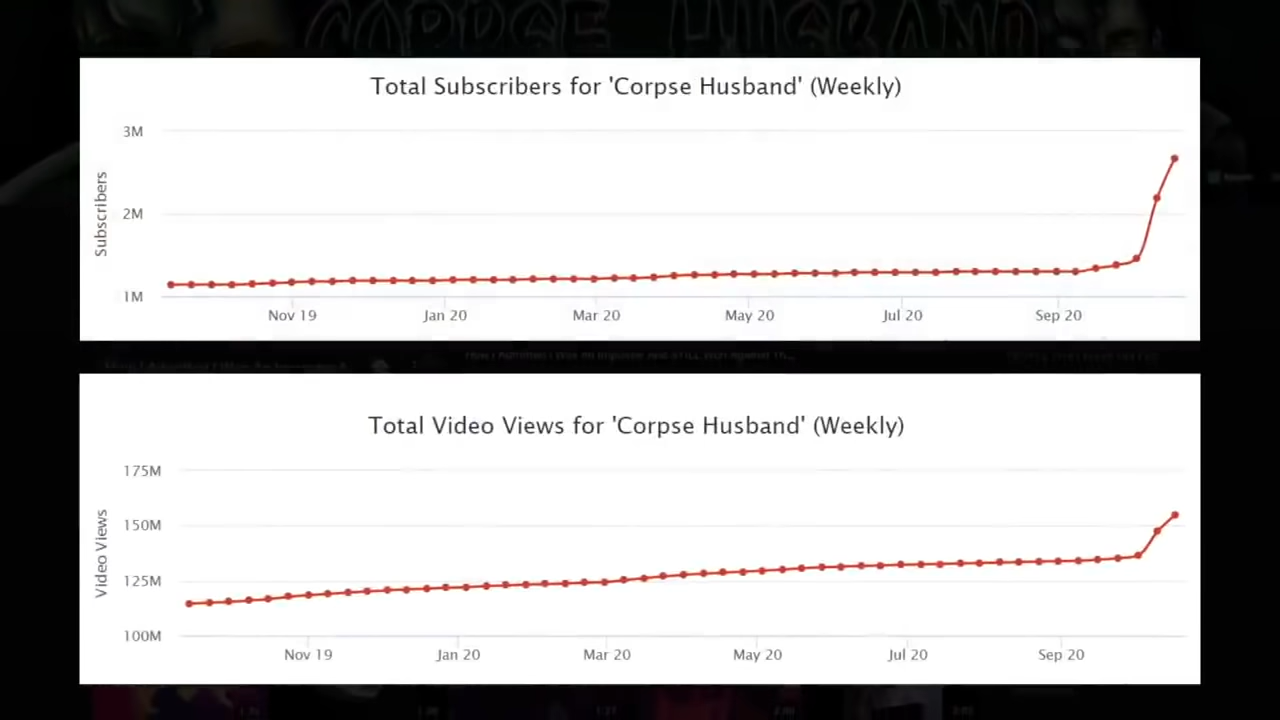 CORPSE HUSBAND
Total Subscribers for 'Corpse Husband' (Weekly)
3M
2M
1M
Subscribers
Nov 19 Jan 20 Mar 20 May 20 Jul 20 Sep 20
Total Video Views for 'Corpse Husband' (Weekly)
175M
150M
125M
100M
Video Views
Nov 19 Jan 20 Mar 20 May 20 Jul 20 Sep 20